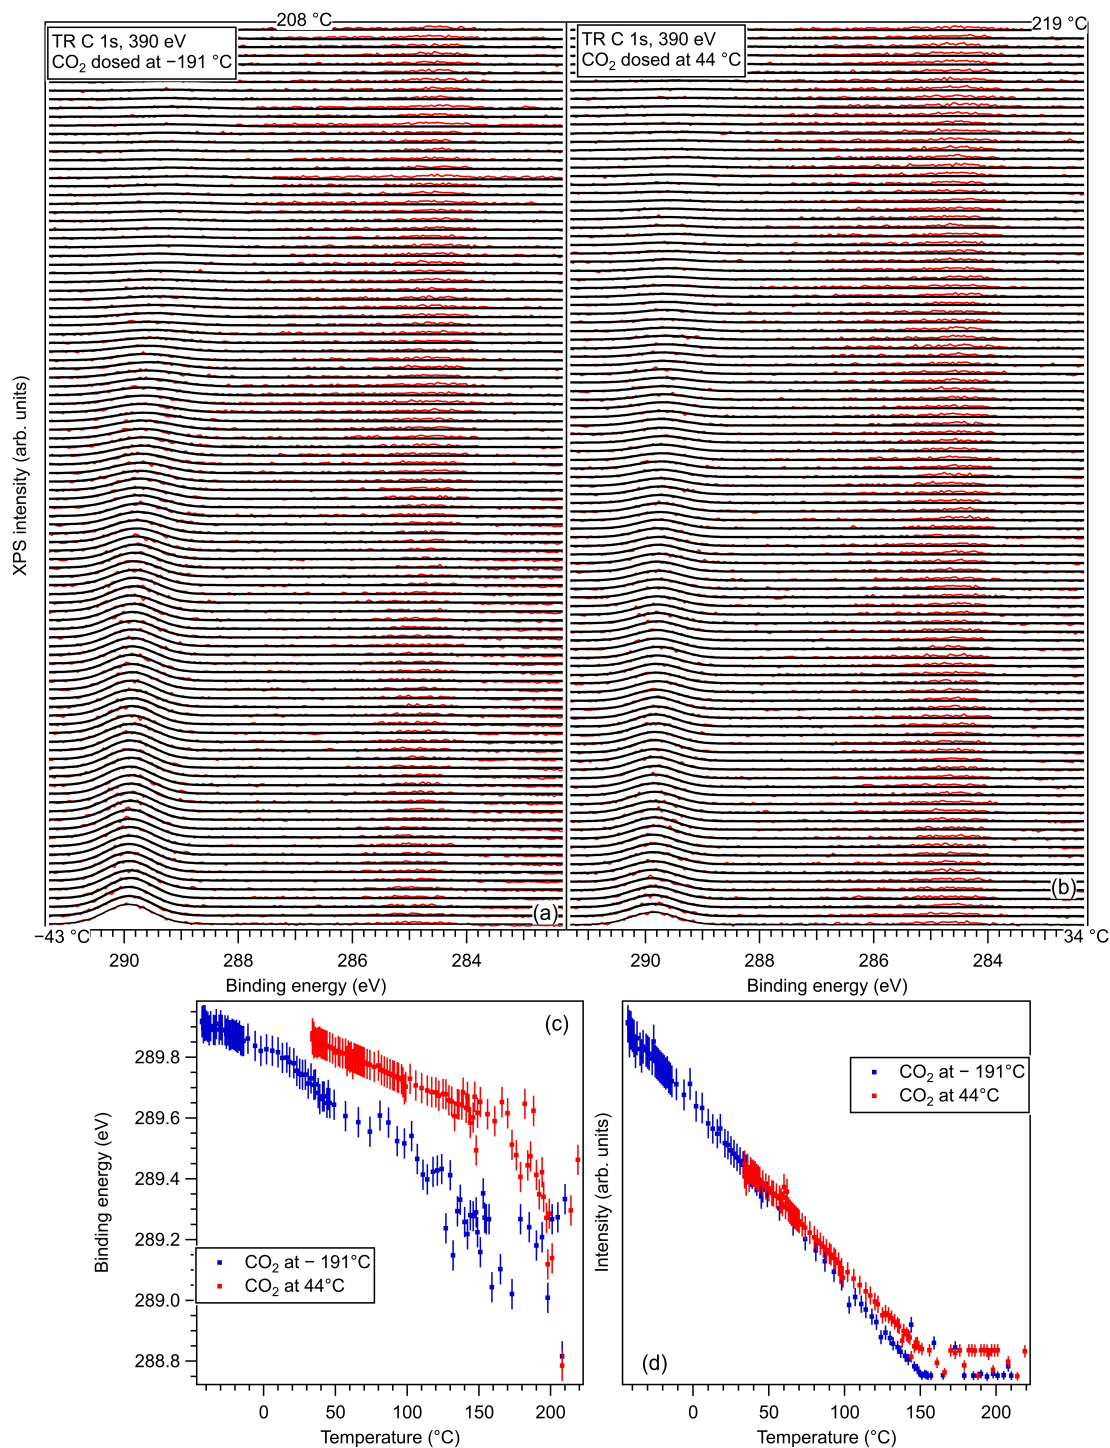 208 °C
219 °C
TR C 1s, 390 eV
CO₂ dosed at −191 °C
TR C 1s, 390 eV
CO₂ dosed at 44 °C
XPS intensity (arb. units)
(a)
(b)
−43 °C
34 °C
290 288 286 284
290 288 286 284
Binding energy (eV)
Binding energy (eV)
(c)
289.8
289.6
289.4
289.2
289.0
288.8
Binding energy (eV)
CO₂ at − 191°C
CO₂ at 44°C
0 50 100 150 200
Temperature (°C)
CO₂ at − 191°C
CO₂ at 44°C
Intensity (arb. units)
(d)
0 50 100 150 200
Temperature (°C)